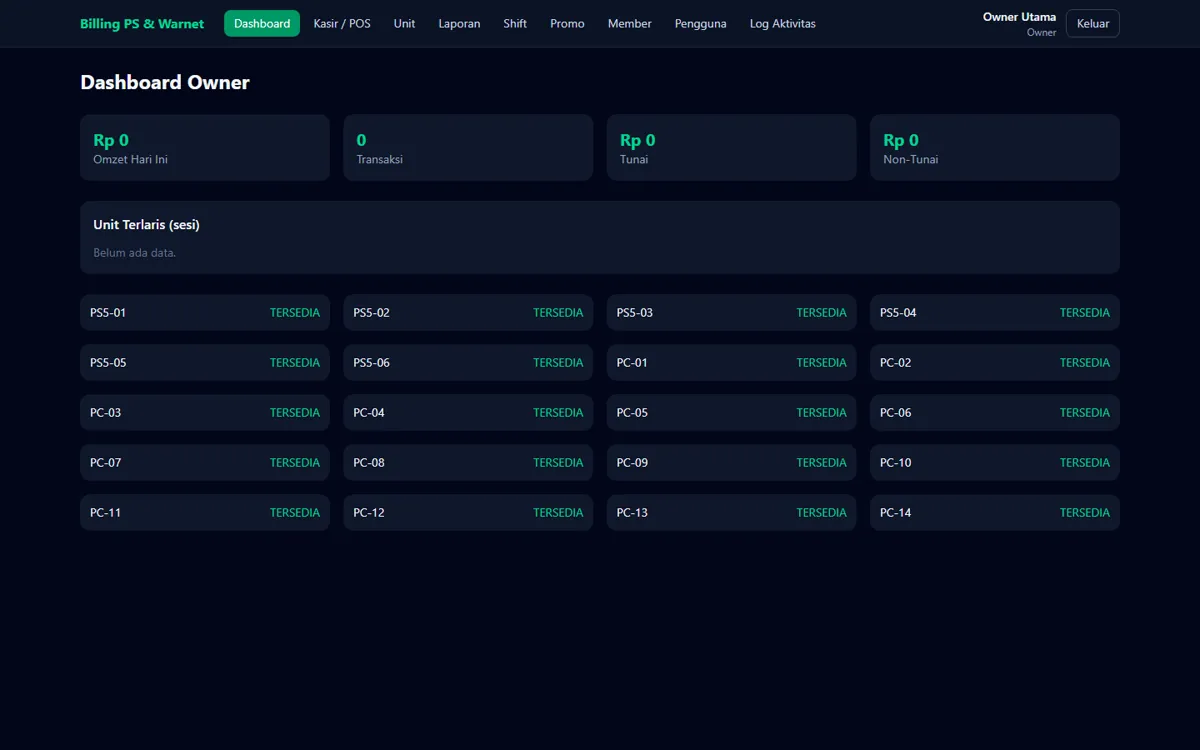 Billing PS & Warnet Dashboard Kasir / POS Unit Laporan Shift Promo Member Pengguna Log Aktivitas Owner Utama Keluar
Owner
Dashboard Owner
Rp 0 0 Rp 0 Rp 0
Omzet Hari Ini Transaksi Tunai Non-Tunai
Unit Terlaris (sesi)
Belum ada data.
PS5-01 TERSEDIA PS5-02 TERSEDIA PS5-03 TERSEDIA PS5-04 TERSEDIA
PS5-05 TERSEDIA PS5-06 TERSEDIA PC-01 TERSEDIA PC-02 TERSEDIA
PC-03 TERSEDIA PC-04 TERSEDIA PC-05 TERSEDIA PC-06 TERSEDIA
PC-07 TERSEDIA PC-08 TERSEDIA PC-09 TERSEDIA PC-10 TERSEDIA
PC-11 TERSEDIA PC-12 TERSEDIA PC-13 TERSEDIA PC-14 TERSEDIA